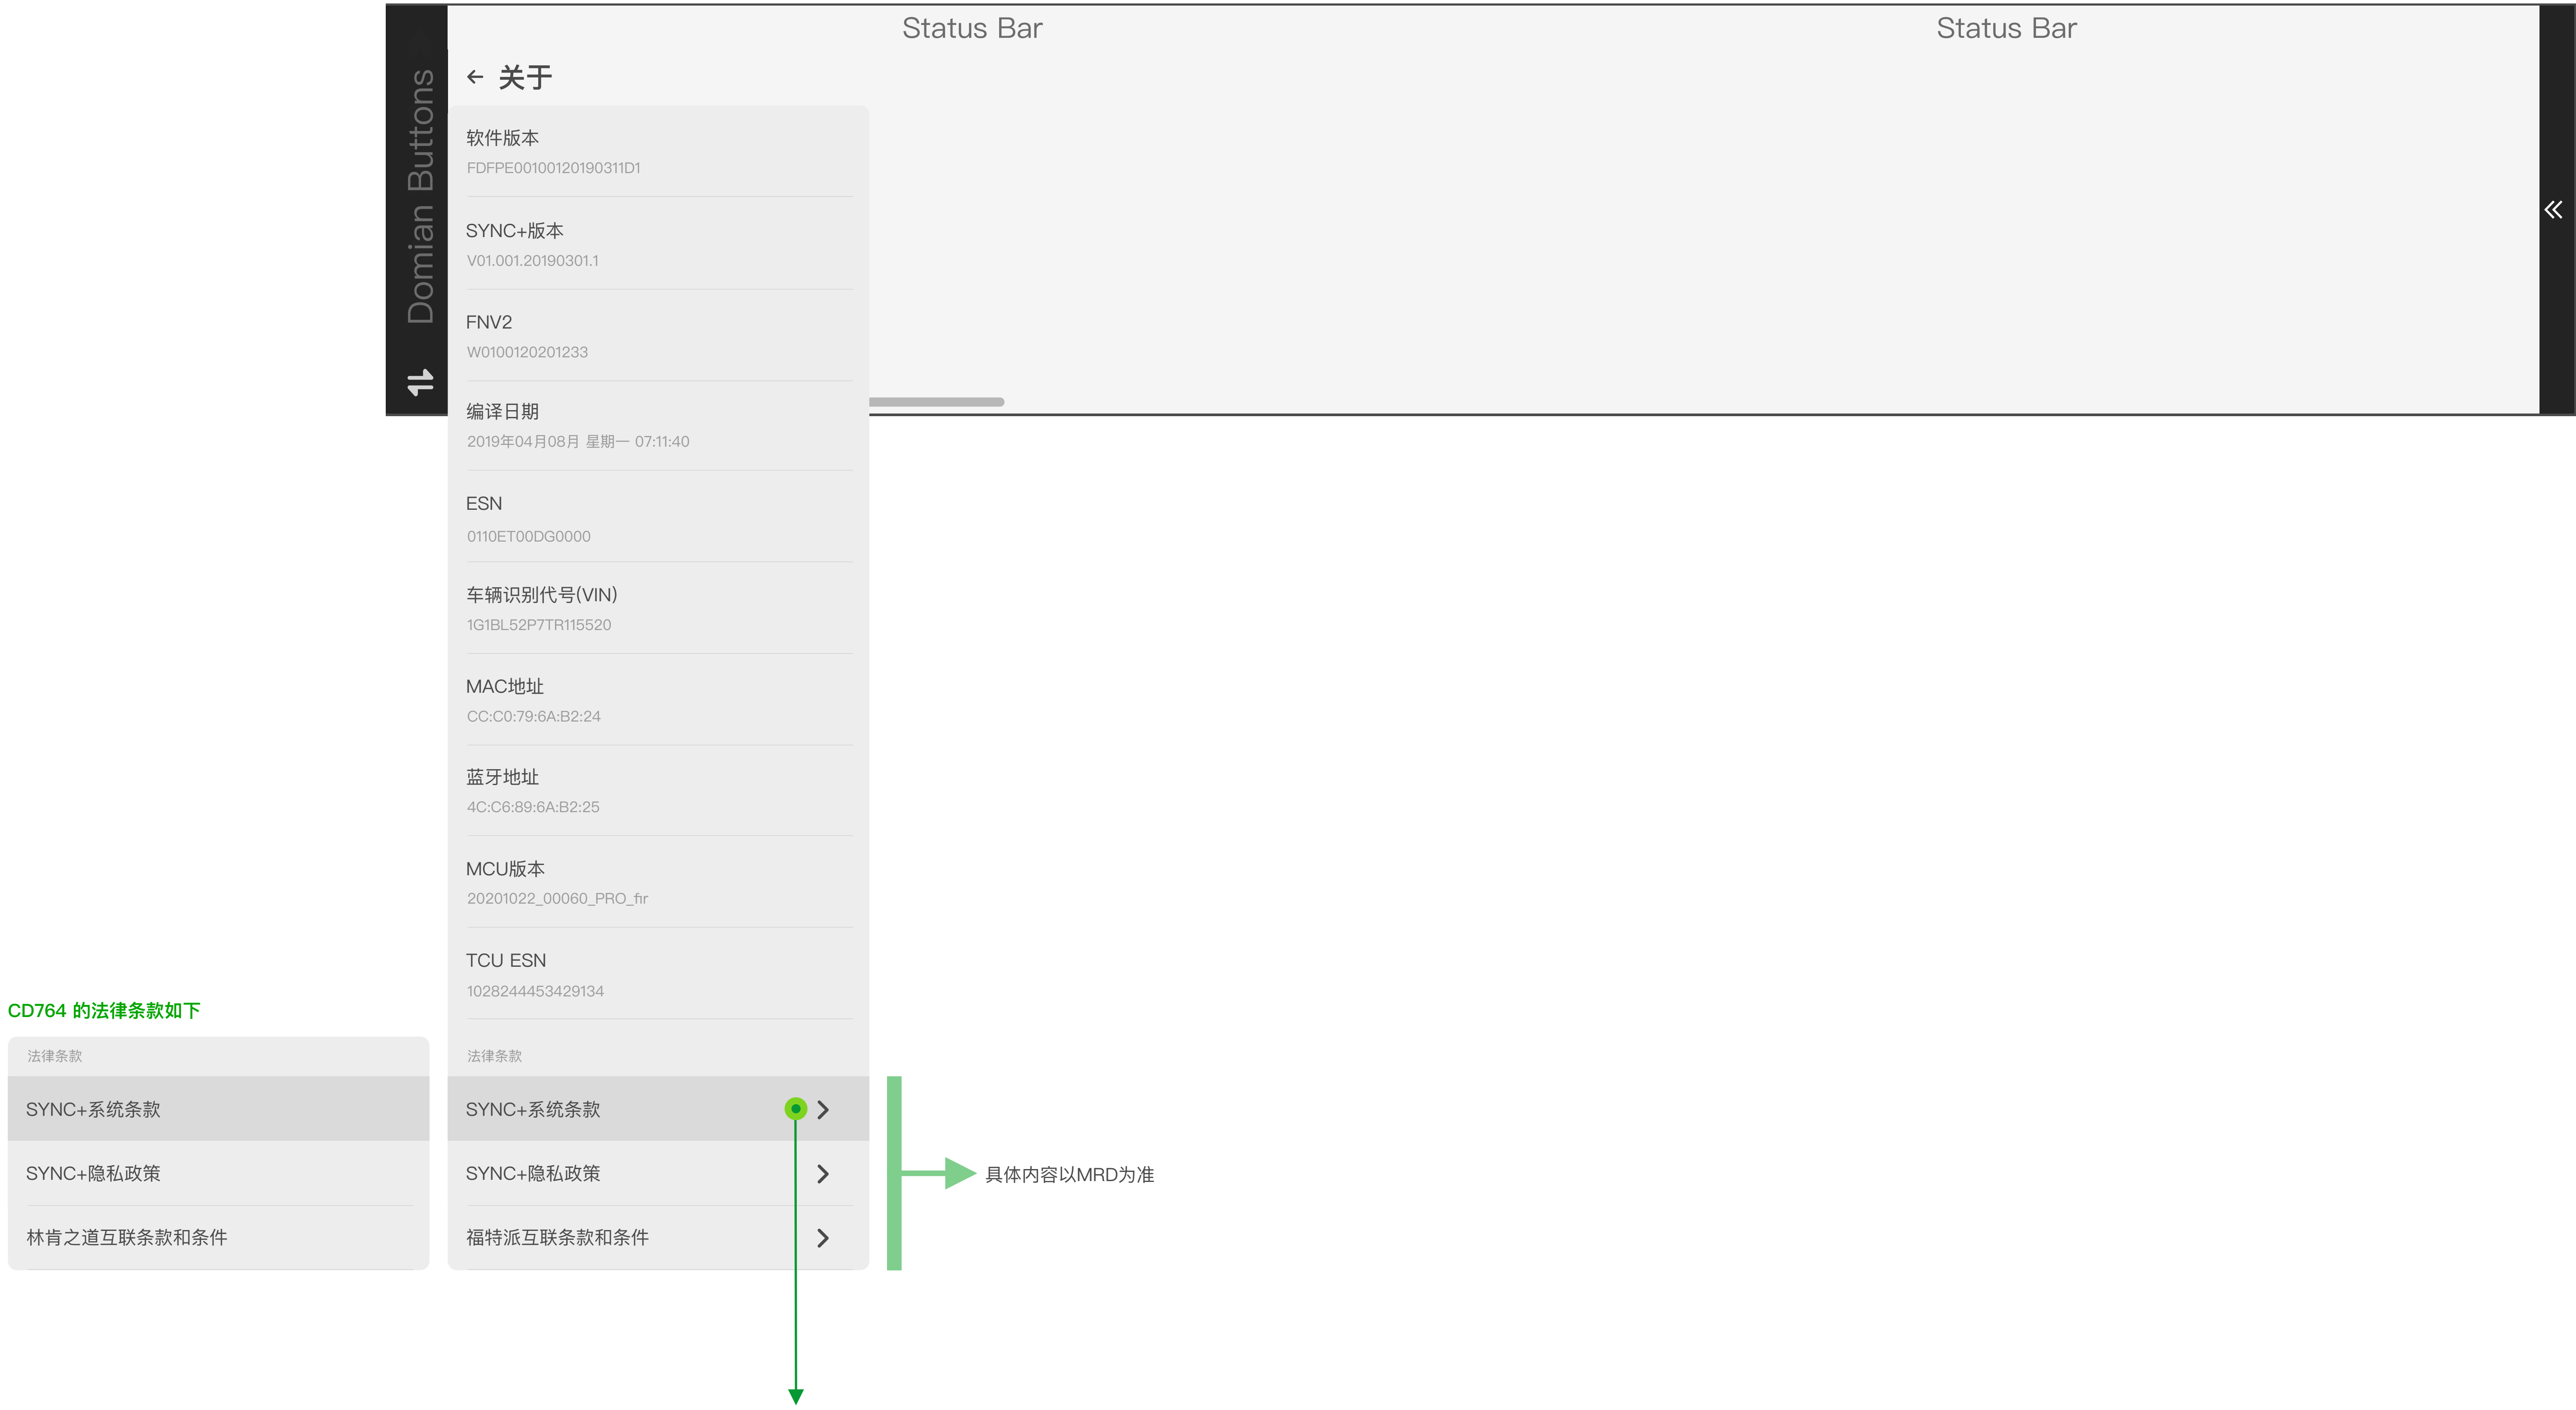 Status Bar
Status Bar
Domian Buttons
关于
软件版本
FDFPE00100120190311D1
SYNC+版本
V01.001.20190301.1
FNV2
W0100120201233
编译日期
2019年04月08月 星期一 07:11:40
ESN
0110ET00DG0000
车辆识别代号(VIN)
1G1BL52P7TR115520
MAC地址
CC:C0:79:6A:B2:24
蓝牙地址
4C:C6:89:6A:B2:25
MCU版本
20201022_00060_PRO_fir
TCU ESN
1028244453429134
法律条款
SYNC+系统条款
SYNC+隐私政策
福特派互联条款和条件
CD764 的法律条款如下
法律条款
SYNC+系统条款
SYNC+隐私政策
林肯之道互联条款和条件
具体内容以MRD为准